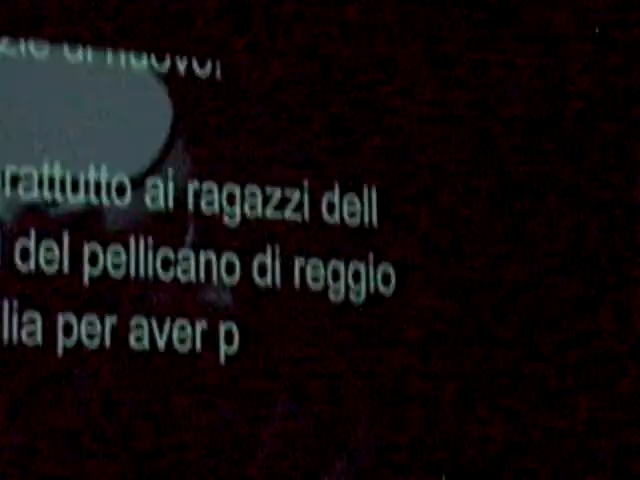 rattutto ai ragazzi dell
del pellicano di reggio
lia per aver p